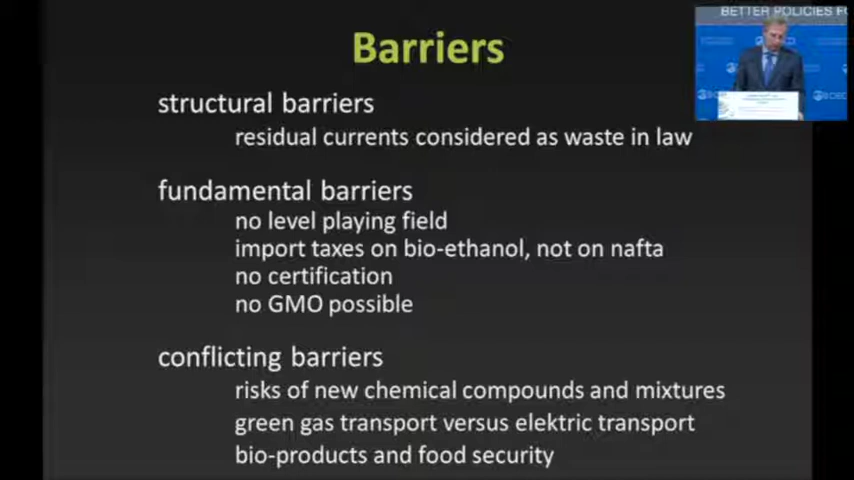 Barriers
BETTER POLICIES FO
structural barriers
residual currents considered as waste in law
fundamental barriers
no level playing field
import taxes on bio-ethanol, not on nafta
no certification
no GMO possible
conflicting barriers
risks of new chemical compounds and mixtures
green gas transport versus elektric transport
bio-products and food security